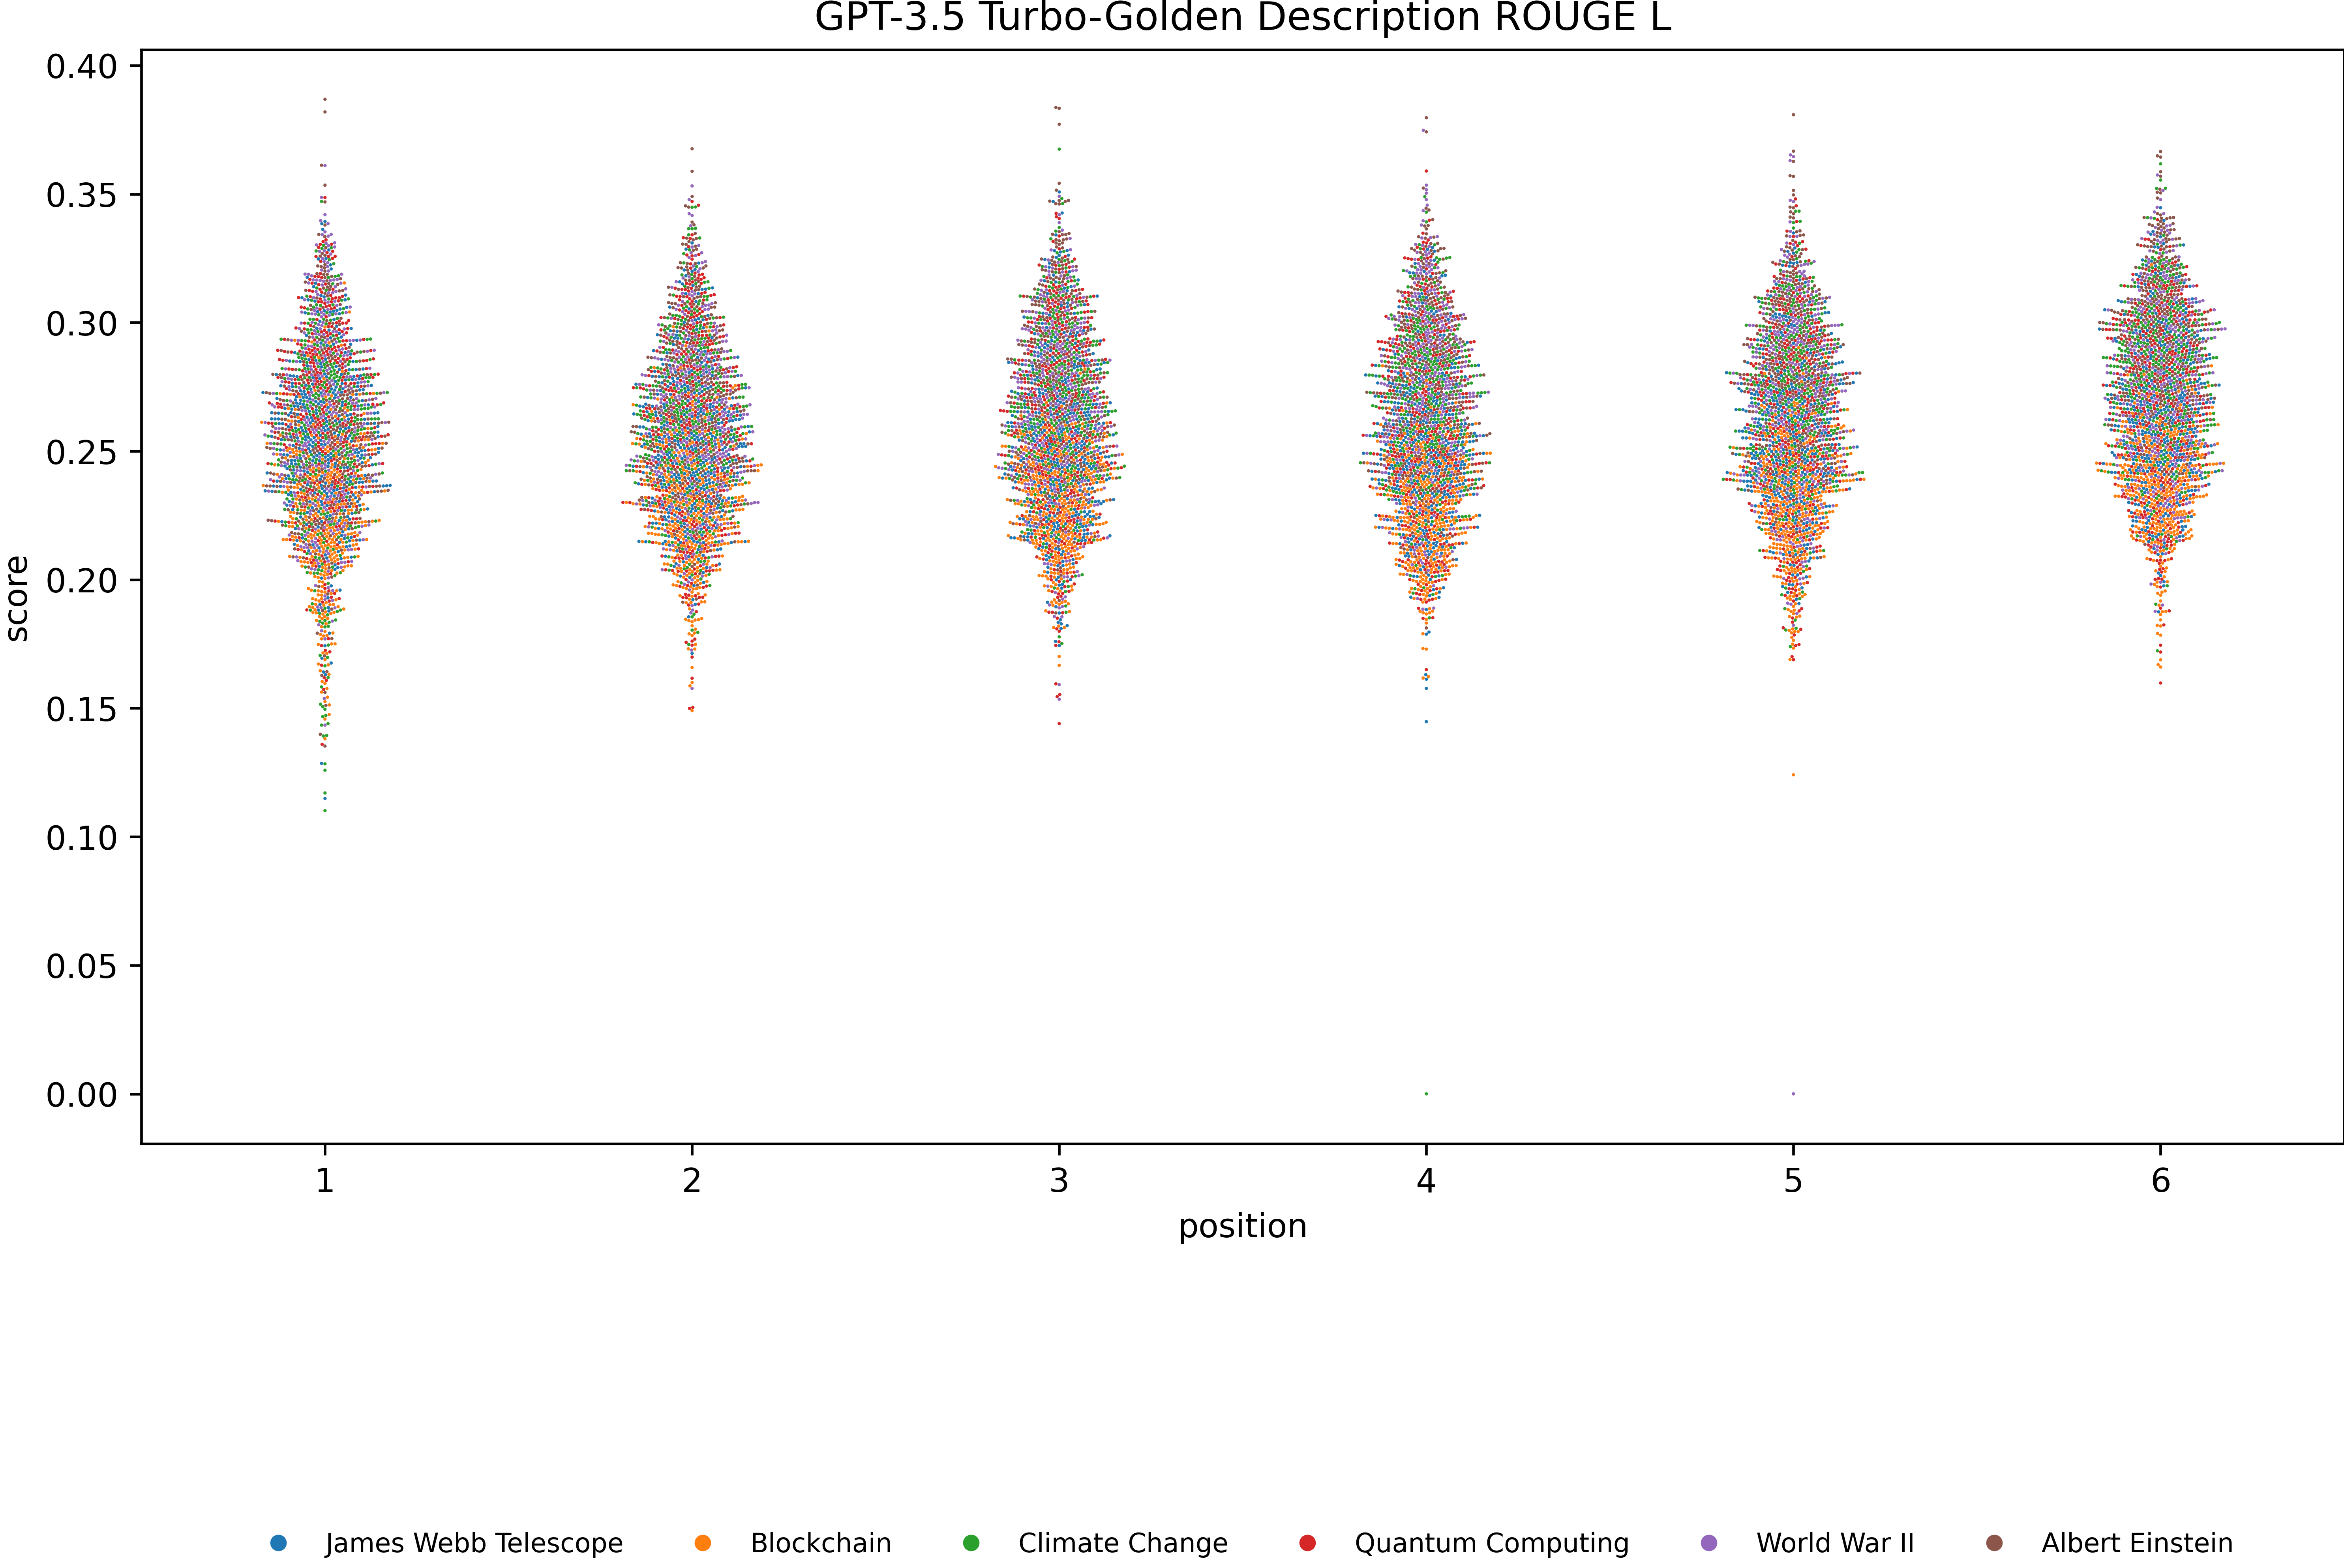 GPT-3.5 Turbo-Golden Description ROUGE L
0.40
0.35
0.30
0.25
0.20
0.15
0.10
0.05
0.00
score
1 2 3 4 5 6
position
James Webb Telescope Blockchain Climate Change Quantum Computing World War II Albert Einstein